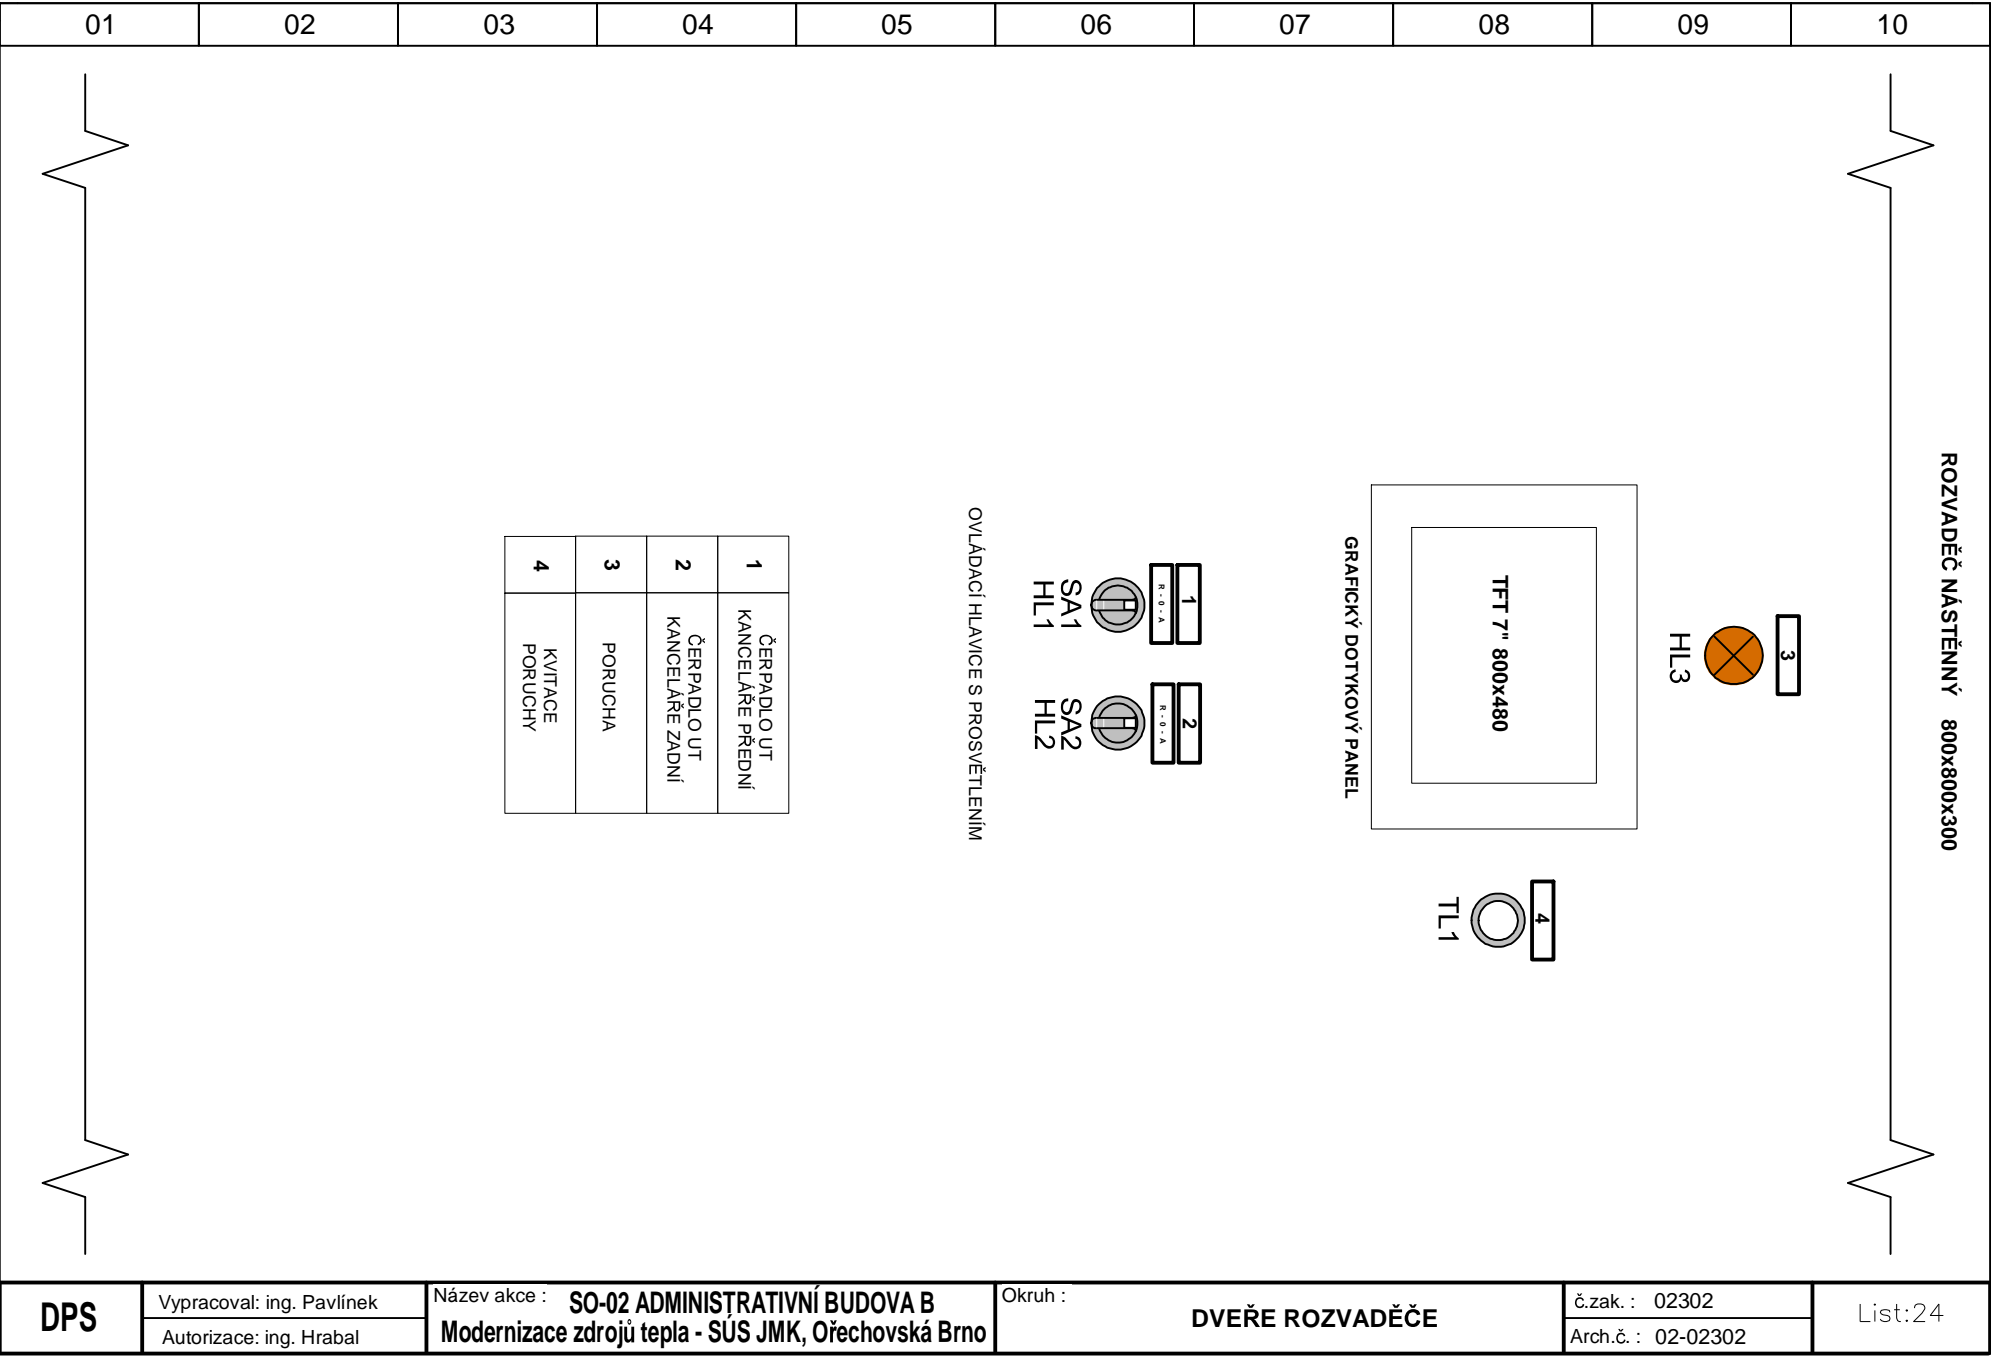 01 02 03 04 05 06 07 08 09 10
ROZVADĚČ NÁSTĚNNÝ 800x800x300
3
HL3
TFT 7" 800x480
GRAFICKÝ DOTYKOVÝ PANEL
4
TL1
1
R - 0 - A
SA1
HL1
2
R - 0 - A
SA2
HL2
OVLÁDACÍ HLAVICE S PROSVĚTLENÍM
1
ČERPADLO UT
KANCELÁŘE PŘEDNÍ
2
ČERPADLO UT
KANCELÁŘE ZADNÍ
3
PORUCHA
4
KVITACE
PORUCHY
DPS
Vypracoval: ing. Pavlínek
Autorizace: ing. Hrabal
Název akce : SO-02 ADMINISTRATIVNÍ BUDOVA B
Modernizace zdrojů tepla - SÚS JMK, Ořechovská Brno
Okruh :
DVEŘE ROZVADĚČE
č.zak. : 02302
Arch.č. : 02-02302
List:24